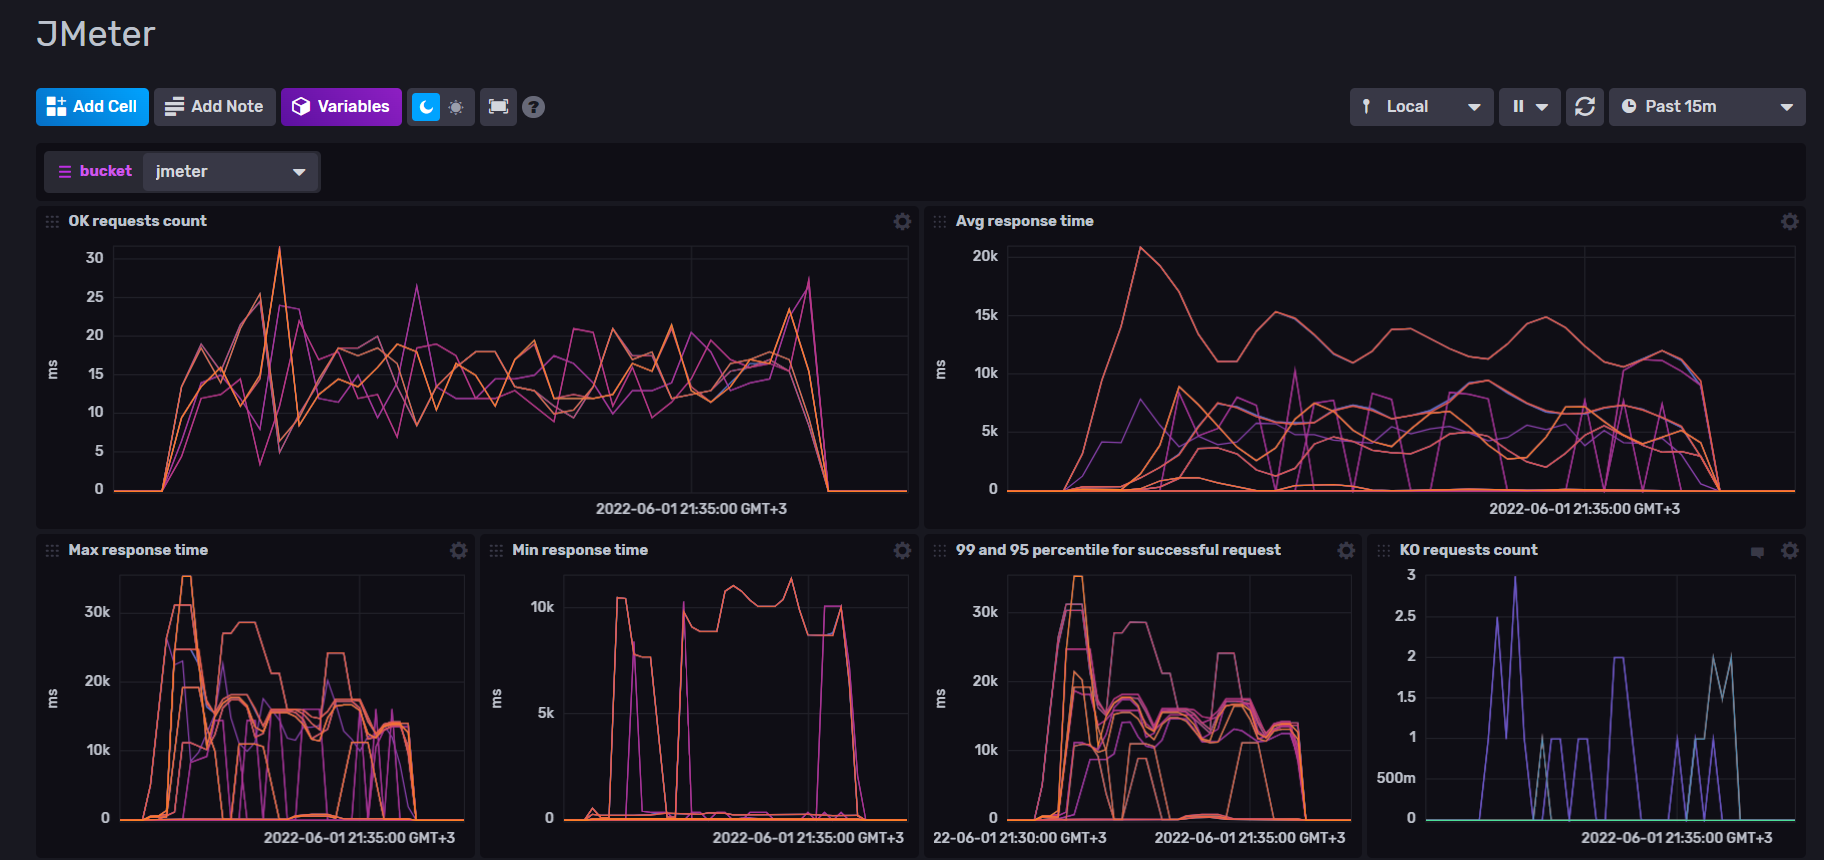 JMeter
Add Cell Add Note Variables ? Local Past 15m
bucket jmeter
OK requests count
30
25
20
15
10
5
0
ms
2022-06-01 21:35:00 GMT+3
Avg response time
20k
15k
10k
5k
0
ms
2022-06-01 21:35:00 GMT+3
Max response time
30k
20k
10k
0
ms
2022-06-01 21:35:00 GMT+3
Min response time
10k
5k
0
ms
2022-06-01 21:35:00 GMT+3
99 and 95 percentile for successful request
30k
20k
10k
0
ms
22-06-01 21:30:00 GMT+3 2022-06-01 21:35:00 GMT+3
KO requests count
3
2.5
2
1.5
1
500m
0
2022-06-01 21:35:00 GMT+3